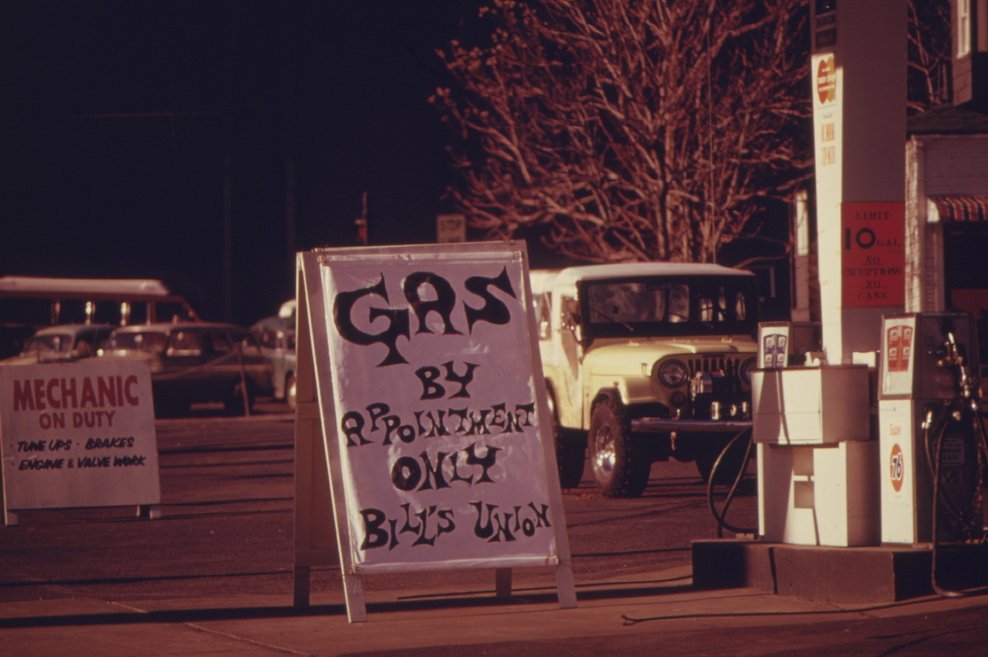 MECHANIC
ON DUTY
· TUNE UPS · BRAKES
· ENGINE & VALVE WORK
GAS
BY
APPOINTMENT
ONLY
BILL'S UNION
LIMIT
10 GAL
NO
EXCEPTIONS
NO
CANS
Super
76